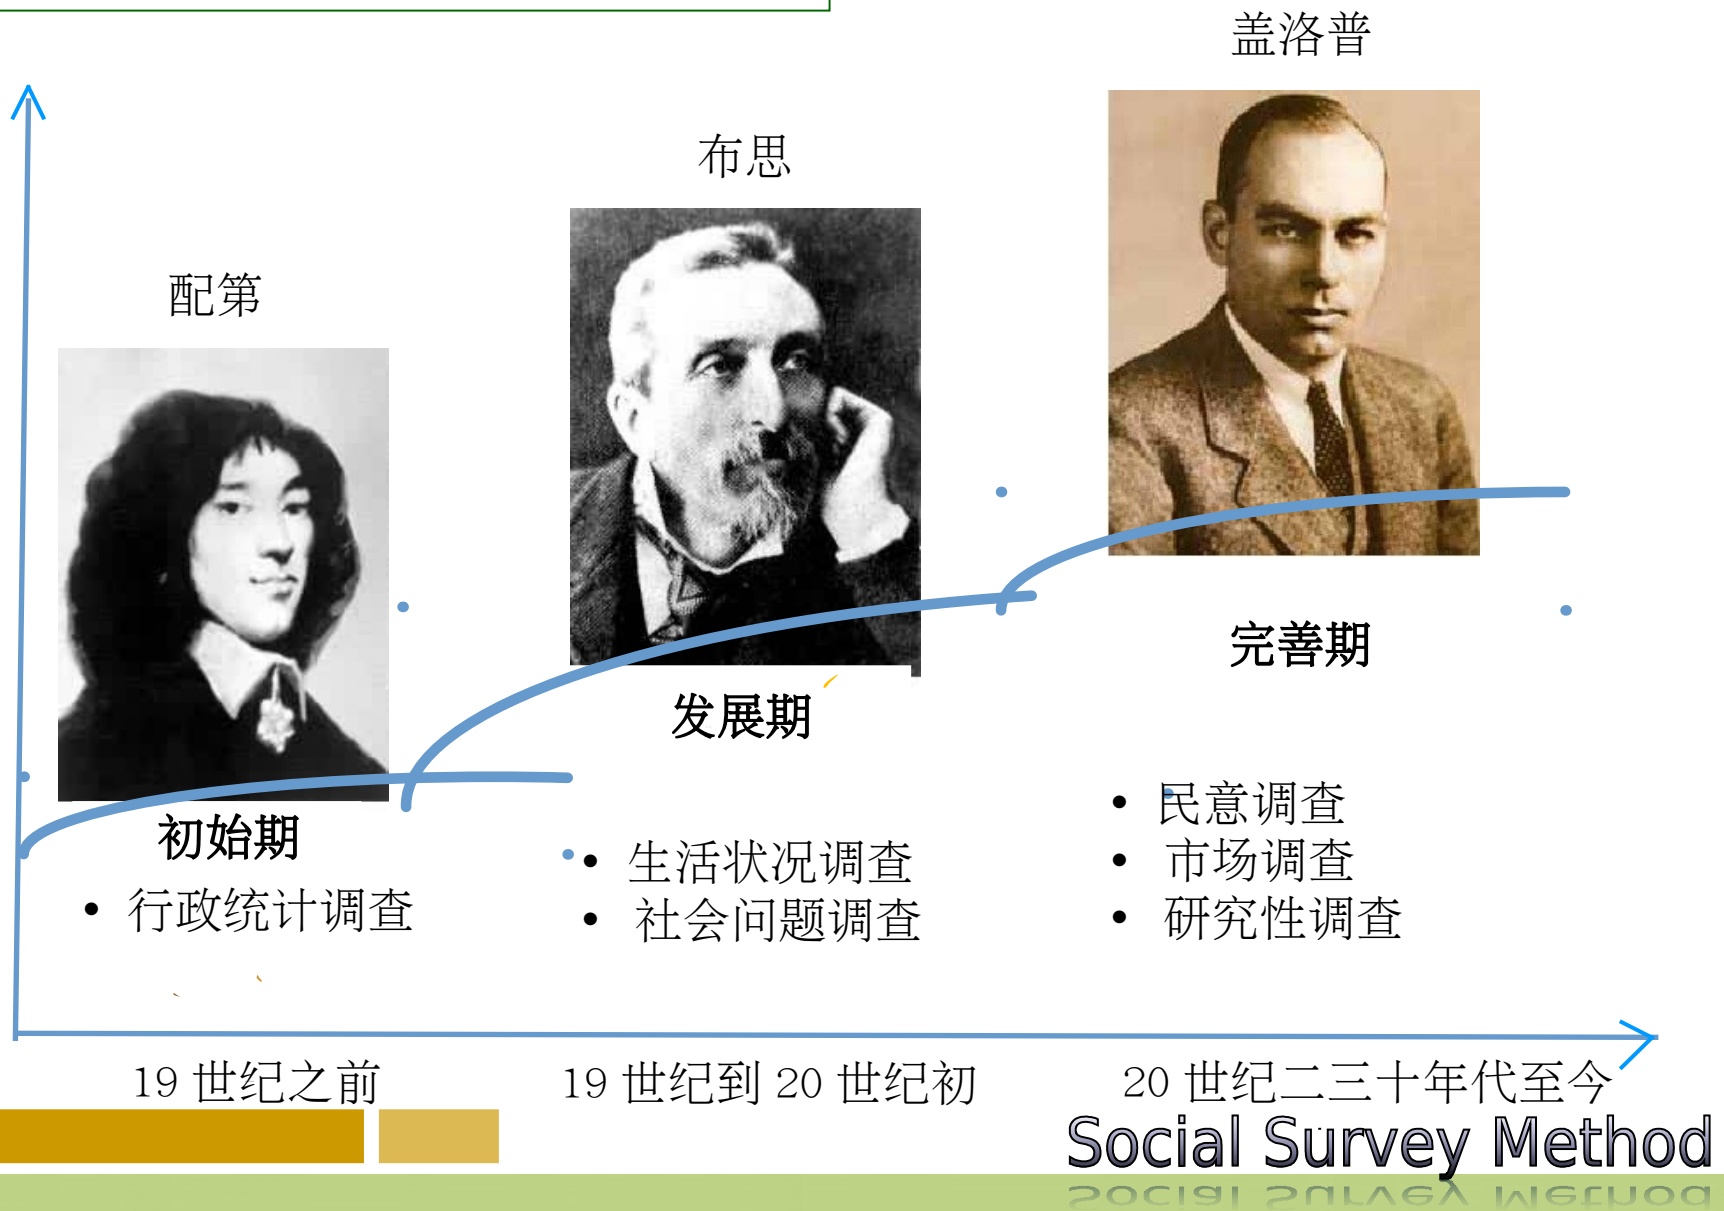 盖洛普
布思
配第
完善期
发展期
初始期
• 行政统计调查
• 生活状况调查
• 社会问题调查
• 民意调查
• 市场调查
• 研究性调查
19 世纪之前
19 世纪到 20 世纪初
20 世纪二三十年代至今
Social Survey Method